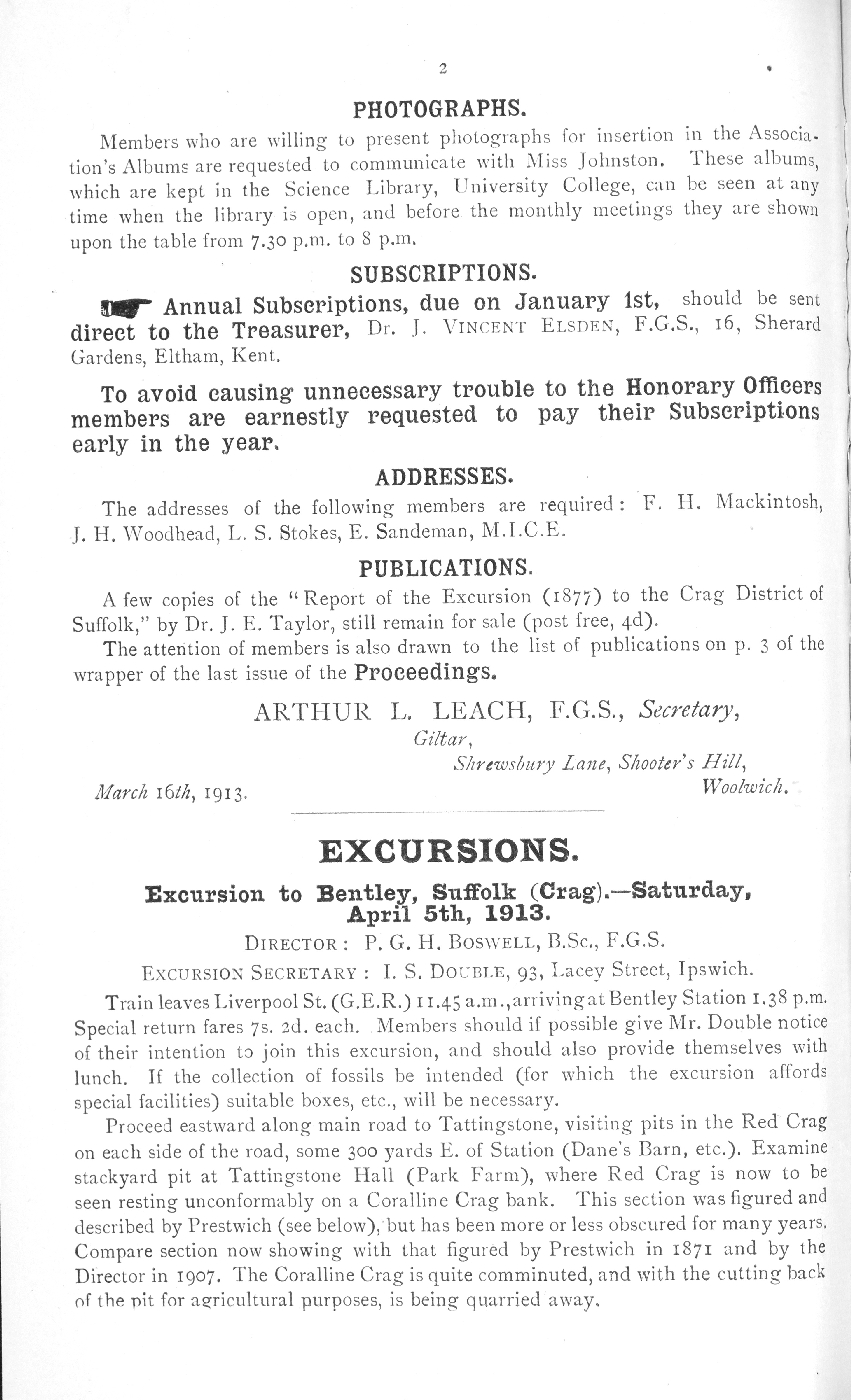 2
PHOTOGRAPHS.
Members who are willing to present photographs for insertion in the Associa-
tion's Albums are requested to communicate with Miss Johnston. These albums,
which are kept in the Science Library, University College, can be seen at any
time when the library is open, and before the monthly meetings they are shown
upon the table from 7.30 p.m. to 8 p.m.
SUBSCRIPTIONS.
☛ Annual Subscriptions, due on January 1st, should be sent
direct to the Treasurer, Dr. J. VINCENT ELSDEN, F.G.S., 16, Sherard
Gardens, Eltham, Kent.
To avoid causing unnecessary trouble to the Honorary Officers
members are earnestly requested to pay their Subscriptions
early in the year.
ADDRESSES.
The addresses of the following members are required : F. H. Mackintosh,
J. H. Woodhead, L. S. Stokes, E. Sandeman, M.I.C.E.
PUBLICATIONS.
A few copies of the “Report of the Excursion (1877) to the Crag District of
Suffolk,” by Dr. J. E. Taylor, still remain for sale (post free, 4d).
The attention of members is also drawn to the list of publications on p. 3 of the
wrapper of the last issue of the Proceedings.
ARTHUR L. LEACH, F.G.S., Secretary,
Giltar,
Shrewsbury Lane, Shooter's Hill,
March 16th, 1913. Woolwich.
EXCURSIONS.
Excursion to Bentley, Suffolk (Crag).—Saturday,
April 5th, 1913.
DIRECTOR : P. G. H. BOSWELL, B.Sc., F.G.S.
EXCURSION SECRETARY : I. S. DOUBLE, 93, Lacey Street, Ipswich.
Train leaves Liverpool St. (G.E.R.) 11.45 a.m., arriving at Bentley Station 1.38 p.m.
Special return fares 7s. 2d. each. Members should if possible give Mr. Double notice
of their intention to join this excursion, and should also provide themselves with
lunch. If the collection of fossils be intended (for which the excursion affords
special facilities) suitable boxes, etc., will be necessary.
Proceed eastward along main road to Tattingstone, visiting pits in the Red Crag
on each side of the road, some 300 yards E. of Station (Dane's Barn, etc.). Examine
stackyard pit at Tattingstone Hall (Park Farm), where Red Crag is now to be
seen resting unconformably on a Coralline Crag bank. This section was figured and
described by Prestwich (see below), but has been more or less obscured for many years.
Compare section now showing with that figured by Prestwich in 1871 and by the
Director in 1907. The Coralline Crag is quite comminuted, and with the cutting back
of the pit for agricultural purposes, is being quarried away.